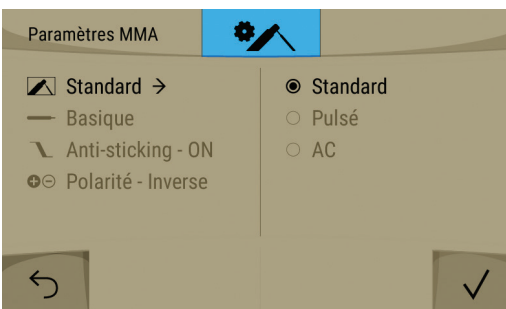 Paramètres MMA
Standard →
Basique
Anti-sticking - ON
Polarité - Inverse
Standard
Pulsé
AC